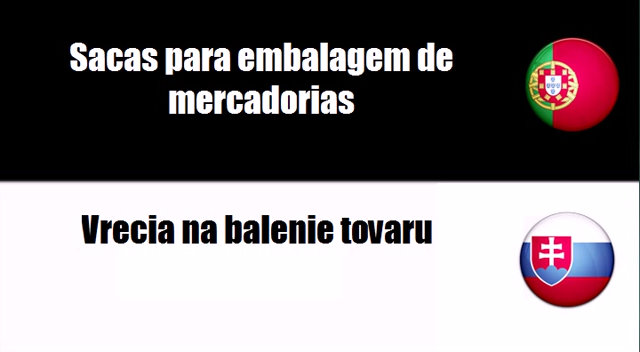 Sacas para embalagem de
mercadorias
Vrecia na balenie tovaru